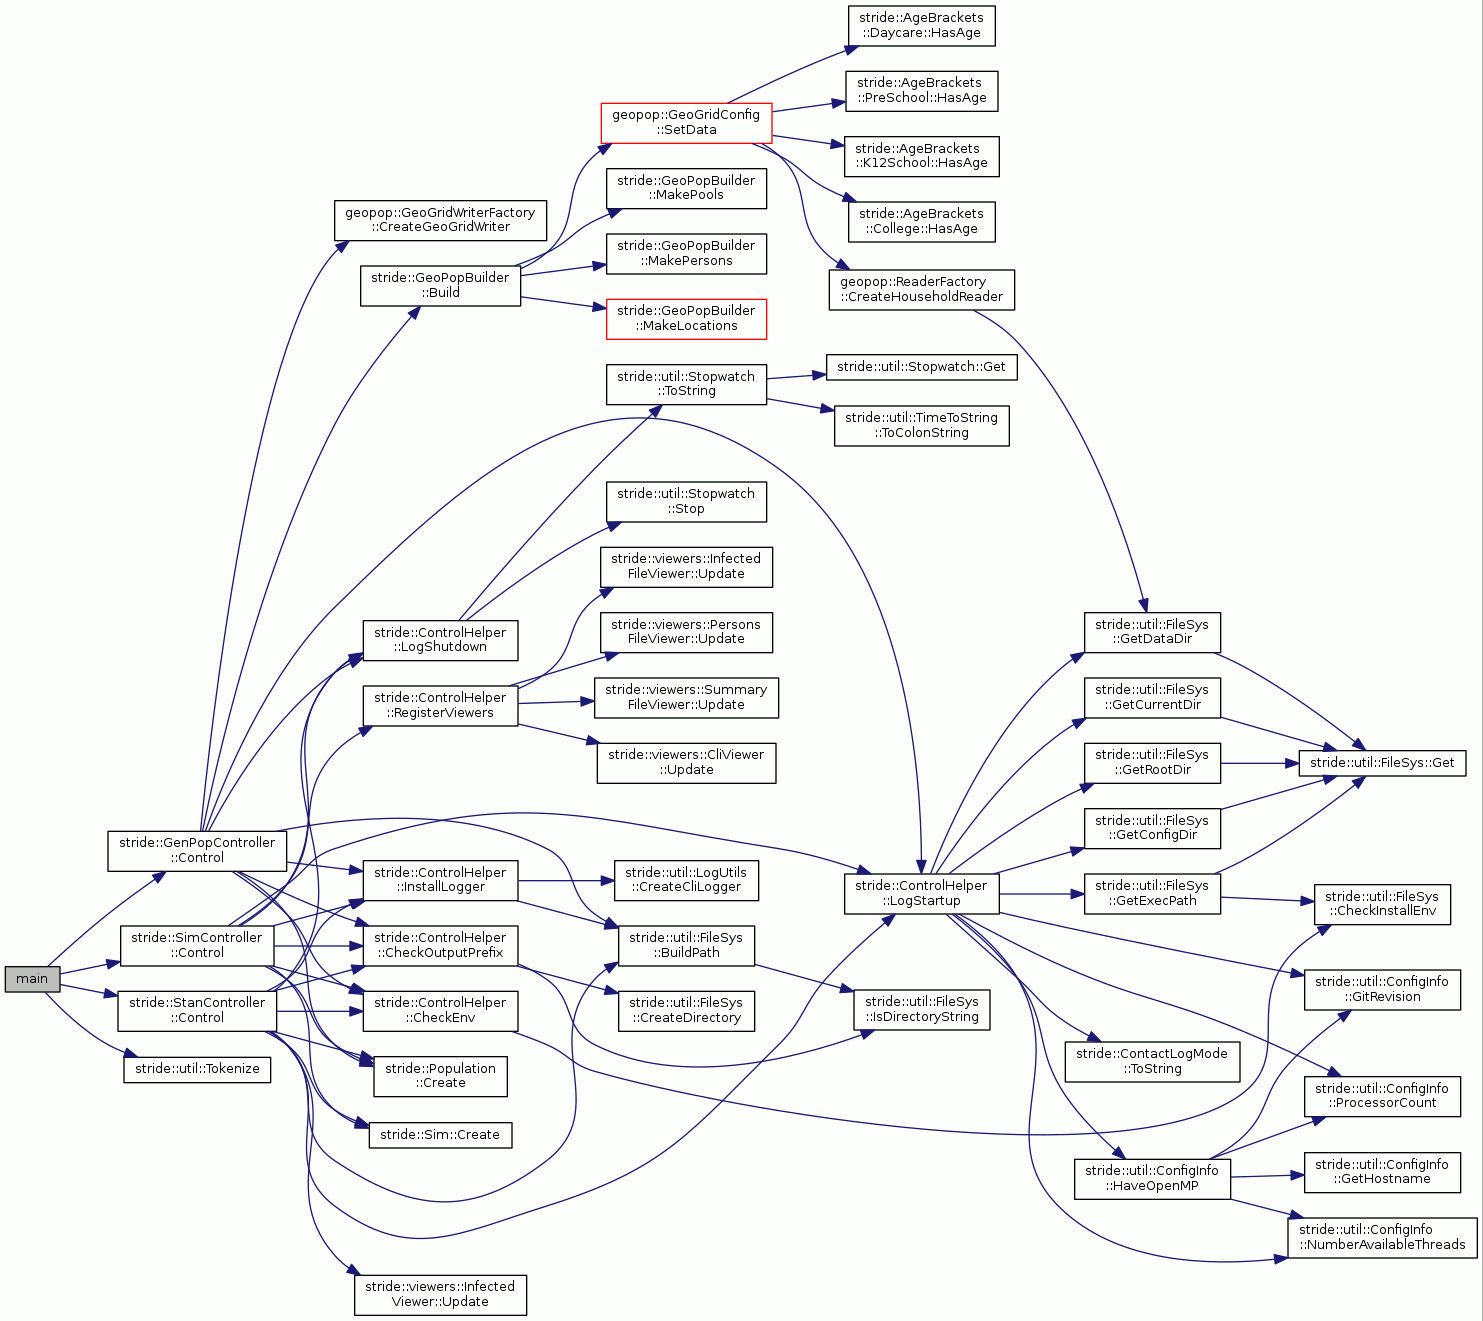 main
stride::GenPopController
::Control
stride::SimController
::Control
stride::StanController
::Control
stride::util::Tokenize
geopop::GeoGridWriterFactory
::CreateGeoGridWriter
stride::GeoPopBuilder
::Build
stride::ControlHelper
::LogShutdown
stride::ControlHelper
::RegisterViewers
stride::ControlHelper
::InstallLogger
stride::ControlHelper
::CheckOutputPrefix
stride::ControlHelper
::CheckEnv
stride::Population
::Create
stride::Sim::Create
stride::viewers::Infected
Viewer::Update
geopop::GeoGridConfig
::SetData
stride::GeoPopBuilder
::MakePools
stride::GeoPopBuilder
::MakePersons
stride::GeoPopBuilder
::MakeLocations
stride::util::Stopwatch
::ToString
stride::util::Stopwatch
::Stop
stride::viewers::Infected
FileViewer::Update
stride::viewers::Persons
FileViewer::Update
stride::viewers::Summary
FileViewer::Update
stride::viewers::CliViewer
::Update
stride::util::LogUtils
::CreateCliLogger
stride::util::FileSys
::BuildPath
stride::util::FileSys
::CreateDirectory
stride::AgeBrackets
::Daycare::HasAge
stride::AgeBrackets
::PreSchool::HasAge
stride::AgeBrackets
::K12School::HasAge
stride::AgeBrackets
::College::HasAge
geopop::ReaderFactory
::CreateHouseholdReader
stride::util::Stopwatch::Get
stride::util::TimeToString
::ToColonString
stride::ControlHelper
::LogStartup
stride::util::FileSys
::IsDirectoryString
stride::util::FileSys
::GetDataDir
stride::util::FileSys
::GetCurrentDir
stride::util::FileSys
::GetRootDir
stride::util::FileSys
::GetConfigDir
stride::util::FileSys
::GetExecPath
stride::ContactLogMode
::ToString
stride::util::ConfigInfo
::HaveOpenMP
stride::util::FileSys::Get
stride::util::FileSys
::CheckInstallEnv
stride::util::ConfigInfo
::GitRevision
stride::util::ConfigInfo
::ProcessorCount
stride::util::ConfigInfo
::GetHostname
stride::util::ConfigInfo
::NumberAvailableThreads